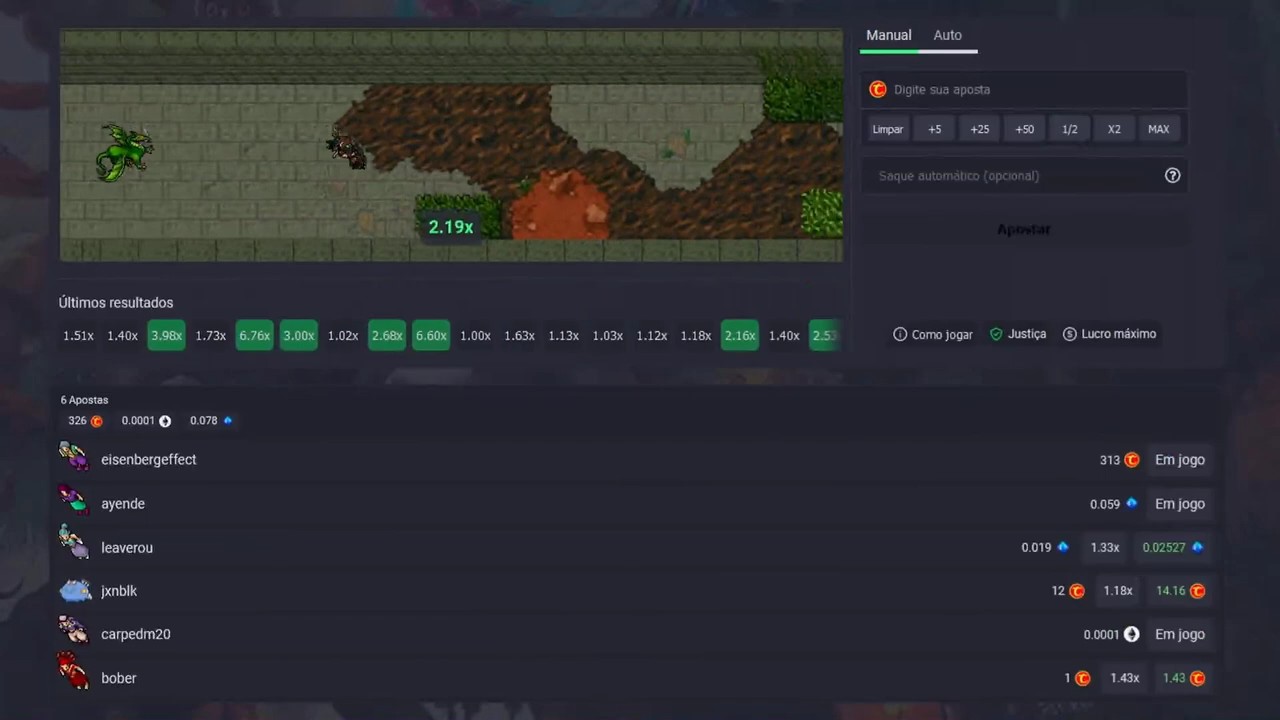 Manual Auto
Digite sua aposta
Limpar +5 +25 +50 1/2 X2 MAX
Saque automático (opcional)
Apostar
2.19x
Últimos resultados
1.51x 1.40x 3.98x 1.73x 6.76x 3.00x 1.02x 2.68x 6.60x 1.00x 1.63x 1.13x 1.03x 1.12x 1.18x 2.16x 1.40x 2.53
Como jogar Justiça Lucro máximo
6 Apostas
326 0.0001 0.078
eisenbergeffect 313 Em jogo
ayende 0.059 Em jogo
leaverou 0.019 1.33x 0.02527
jxnblk 12 1.18x 14.16
carpedm20 0.0001 Em jogo
bober 1 1.43x 1.43